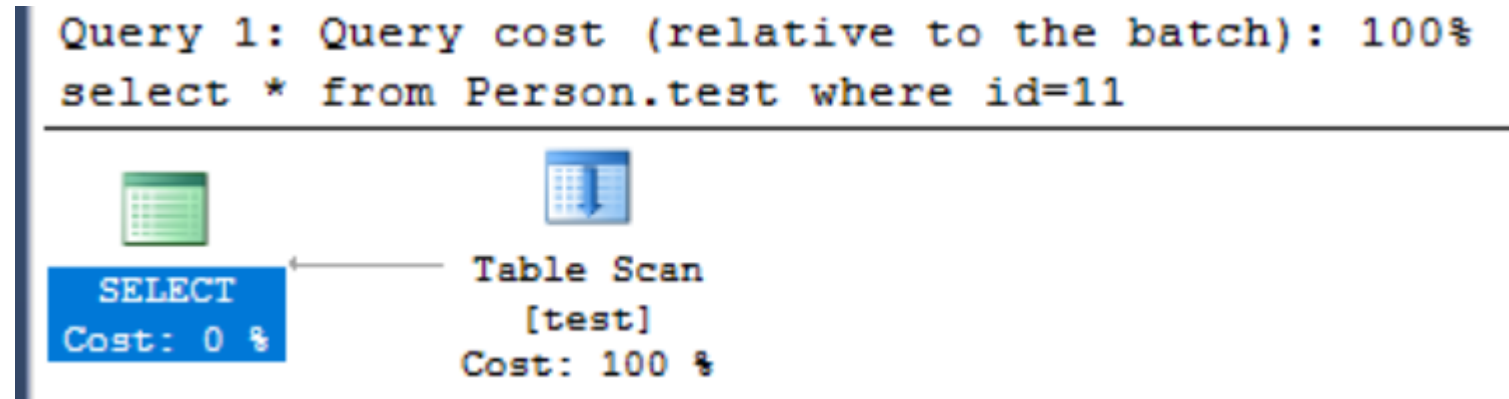 Query 1: Query cost (relative to the batch): 100%
select * from Person.test where id=11
SELECT
Cost: 0 %
Table Scan
[test]
Cost: 100 %